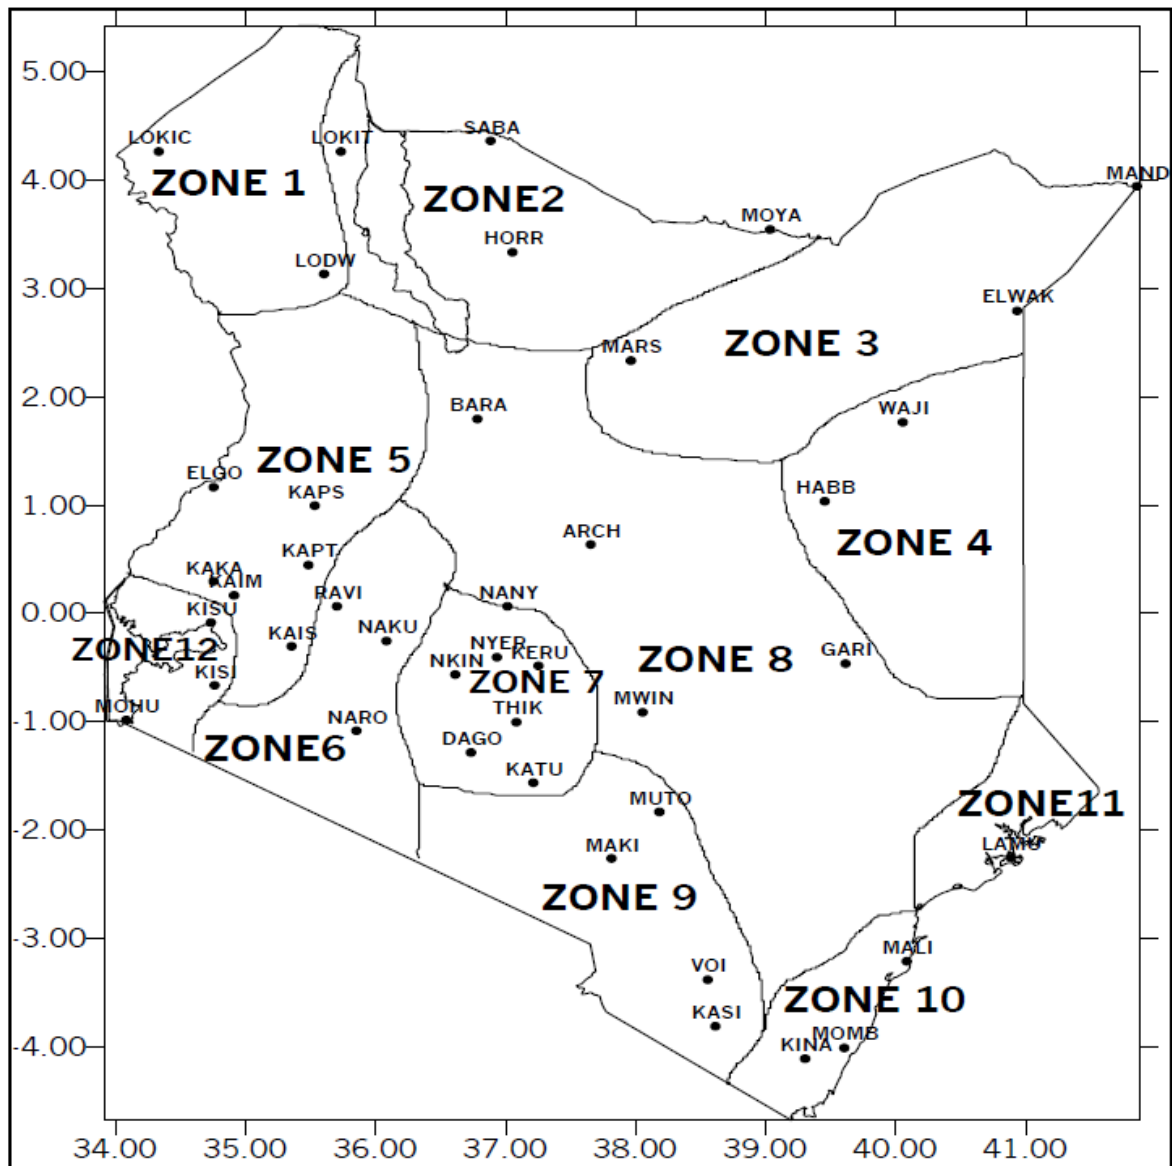 5.00
SABA
LOKIC
LOKIT
4.00
ZONE 1
ZONE2
MAND
MOYA
HORR
LODW
3.00
ELWAK
MARS
ZONE 3
2.00
BARA
WAJI
ZONE 5
ELGO
KAPS
HABB
1.00
ARCH
ZONE 4
KAPT
KAKA
KAIM
RAVI
NANY
0.00
KISU
NAKU
ZONE12
KAIS
NYER
KERU
NKIN
ZONE 7
ZONE 8
GARI
KISI
MOHU
THIK
MWIN
-1.00
NARO
ZONE6
DAGO
KATU
MUTO
ZONE11
-2.00
MAKI
LAMU
ZONE 9
-3.00
MALI
VOI
ZONE 10
KASI
MOMB
-4.00
KINA
34.00 35.00 36.00 37.00 38.00 39.00 40.00 41.00